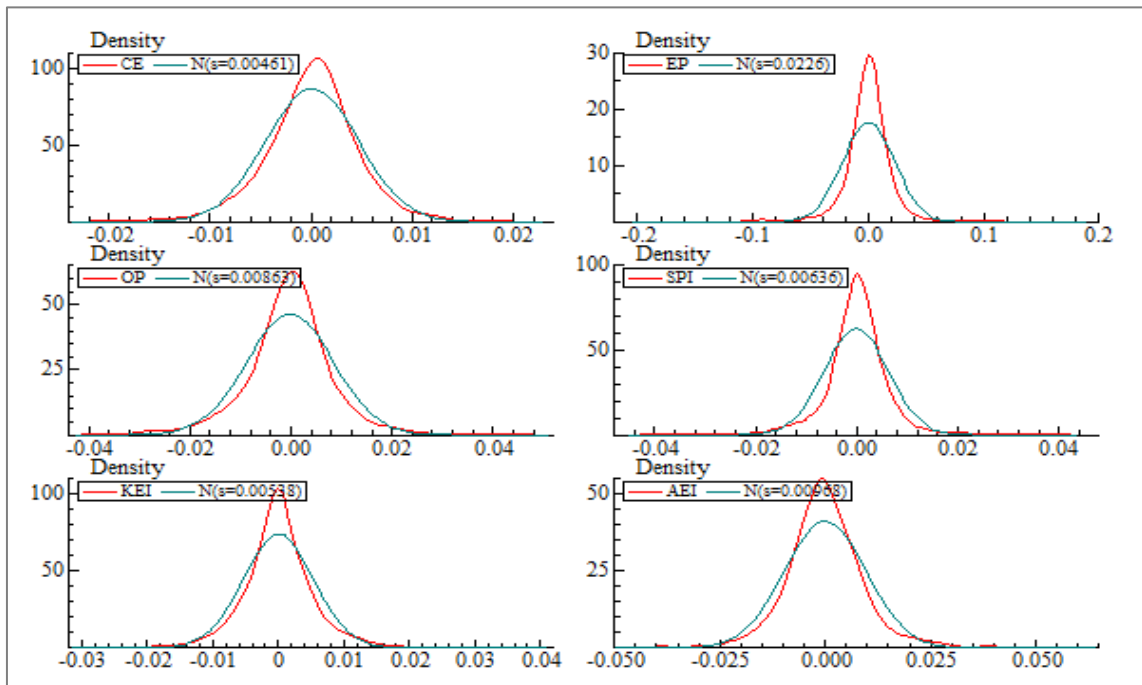 Density
CE N(s=0.00461)
100
50
-0.02 -0.01 0.00 0.01 0.02
Density
EP N(s=0.0226)
30
20
10
-0.2 -0.1 0.0 0.1 0.2
Density
OP N(s=0.00863)
50
25
-0.04 -0.02 0.00 0.02 0.04
Density
SPI N(s=0.00636)
100
50
-0.04 -0.02 0.00 0.02 0.04
Density
KEI N(s=0.00538)
100
50
-0.03 -0.02 -0.01 0 0.01 0.02 0.03 0.04
Density
AEI N(s=0.00968)
50
25
-0.050 -0.025 0.000 0.025 0.050